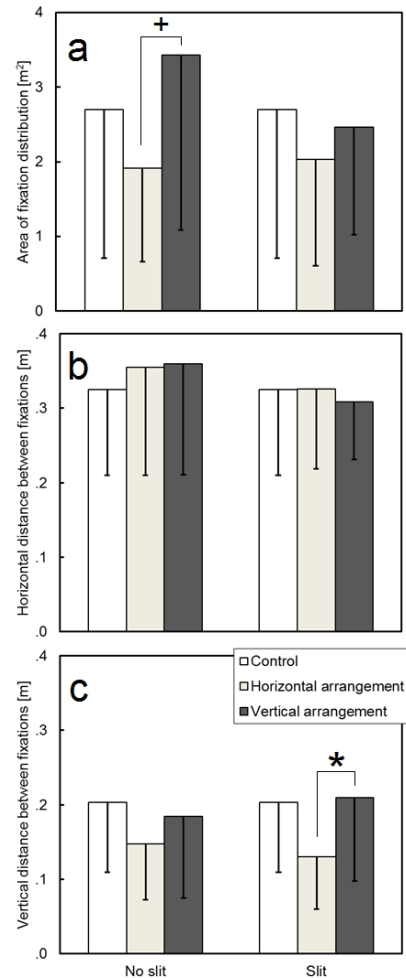 a
+
Area of fixation distribution [m²]
4
3
2
1
0
b
Horizontal distance between fixations [m]
.4
.3
.2
.1
.0
Control
Horizontal arrangement
Vertical arrangement
c
*
Vertical distance between fixations [m]
.4
.3
.2
.1
.0
No slit
Slit